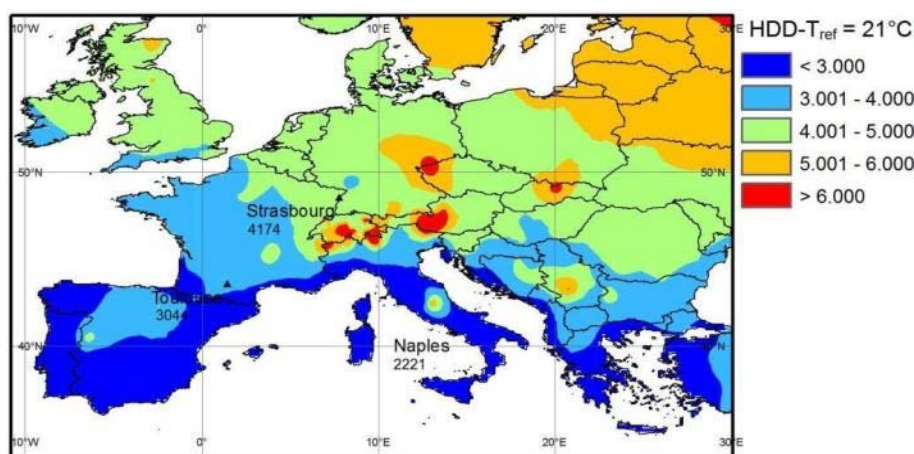 10°W 0° 10°E 20°E 30°E
HDD-Tref = 21°C
< 3.000
3.001 - 4.000
4.001 - 5.000
5.001 - 6.000
> 6.000
50°N 50°N
Strasbourg
4174
Toulouse
3044
Naples
2221
40°N °N
10°W 0° 10°E 20°E 30°E